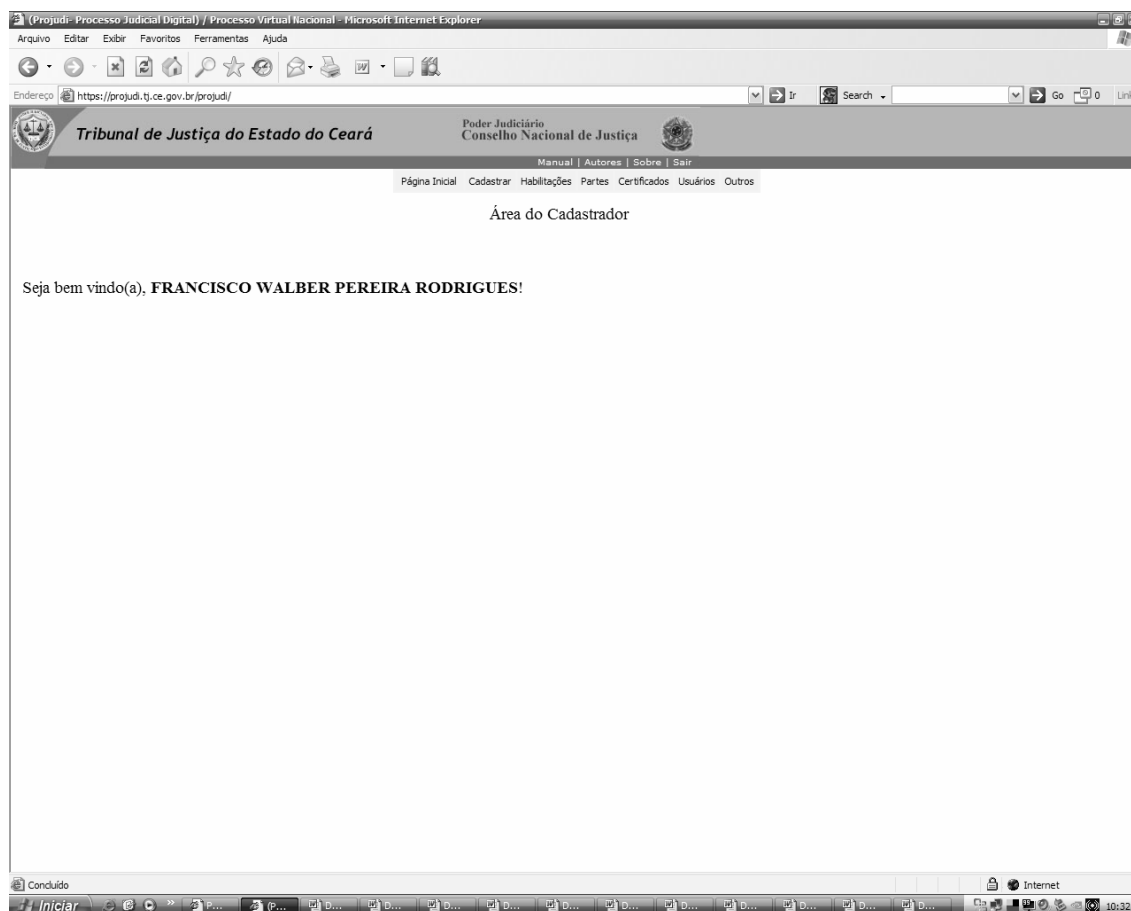 (Projudi- Processo Judicial Digital) / Processo Virtual Nacional - Microsoft Internet Explorer
Arquivo Editar Exibir Favoritos Ferramentas Ajuda
Endereço https://projudi.tj.ce.gov.br/projudi/ Ir Search Go 0
Tribunal de Justiça do Estado do Ceará
Poder Judiciário
Conselho Nacional de Justiça
Manual | Autores | Sobre | Sair
Página Inicial Cadastrar Habilitações Partes Certificados Usuários Outros
Área do Cadastrador
Seja bem vindo(a), FRANCISCO WALBER PEREIRA RODRIGUES!
Concluído Internet
Iniciar P... (P... D... D... D... D... D... D... D... D... D... D... D... 10:32